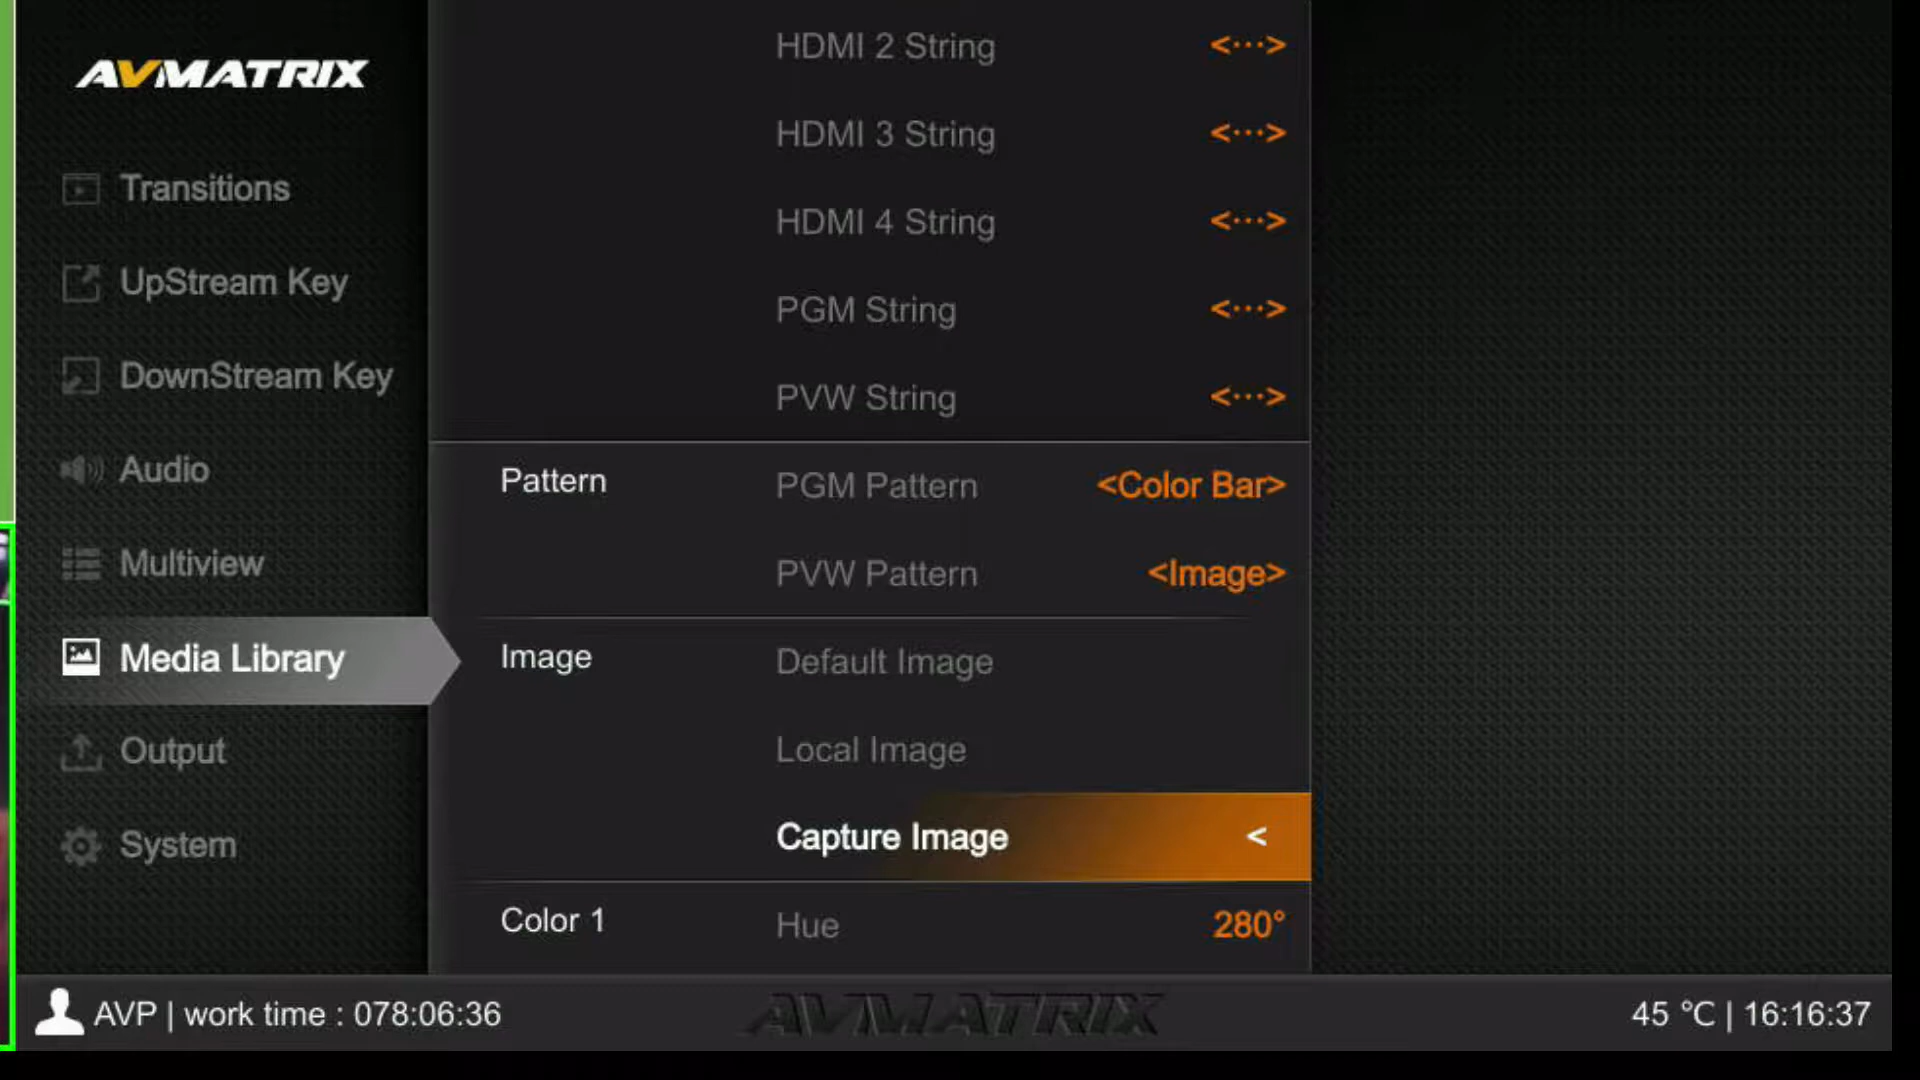 AVMATRIX
Transitions
UpStream Key
DownStream Key
Audio
Multiview
Media Library
Output
System
HDMI 2 String <···>
HDMI 3 String <···>
HDMI 4 String <···>
PGM String <···>
PVW String <···>
Pattern PGM Pattern <Color Bar>
PVW Pattern <Image>
Image Default Image
Local Image
Capture Image <
Color 1 Hue 280°
AVP | work time : 078:06:36 AVMATRIX 45 °C | 16:16:37